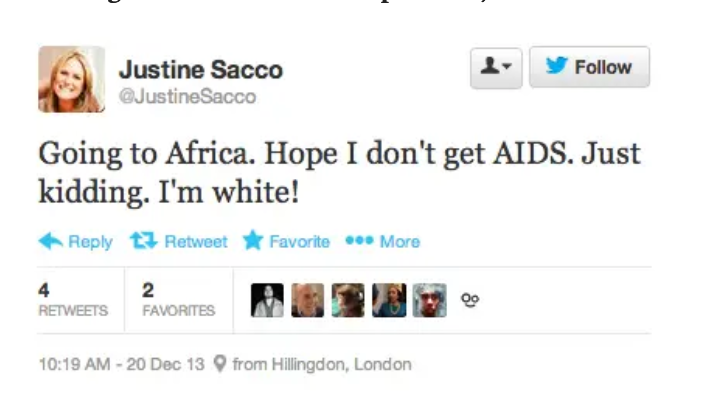 Justine Sacco
@JustineSacco
Follow
Going to Africa. Hope I don't get AIDS. Just
kidding. I'm white!
Reply Retweet Favorite More
4 2
RETWEETS FAVORITES
10:19 AM - 20 Dec 13 from Hillingdon, London